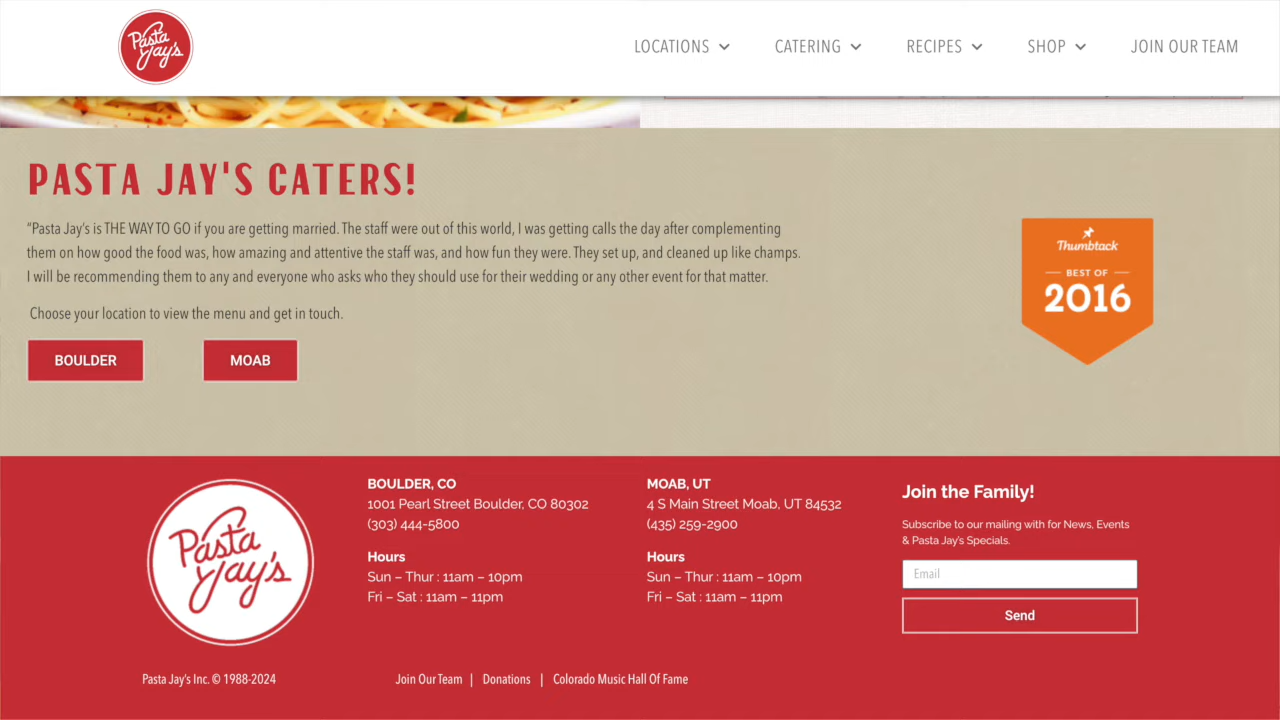 Pasta Jay's
LOCATIONS
CATERING
RECIPES
SHOP
JOIN OUR TEAM
PASTA JAY'S CATERS!
“Pasta Jay’s is THE WAY TO GO if you are getting married. The staff were out of this world, I was getting calls the day after complementing
them on how good the food was, how amazing and attentive the staff was, and how fun they were. They set up, and cleaned up like champs.
I will be recommending them to any and everyone who asks who they should use for their wedding or any other event for that matter.
Choose your location to view the menu and get in touch.
BOULDER
MOAB
Thumbtack
BEST OF
2016
Pasta
Jay's
BOULDER, CO
1001 Pearl Street Boulder, CO 80302
(303) 444-5800
Hours
Sun – Thur : 11am – 10pm
Fri – Sat : 11am – 11pm
MOAB, UT
4 S Main Street Moab, UT 84532
(435) 259-2900
Hours
Sun – Thur : 11am – 10pm
Fri – Sat : 11am – 11pm
Join the Family!
Subscribe to our mailing with for News, Events
& Pasta Jay’s Specials.
Email
Send
Pasta Jay’s Inc. © 1988-2024
Join Our Team | Donations | Colorado Music Hall Of Fame